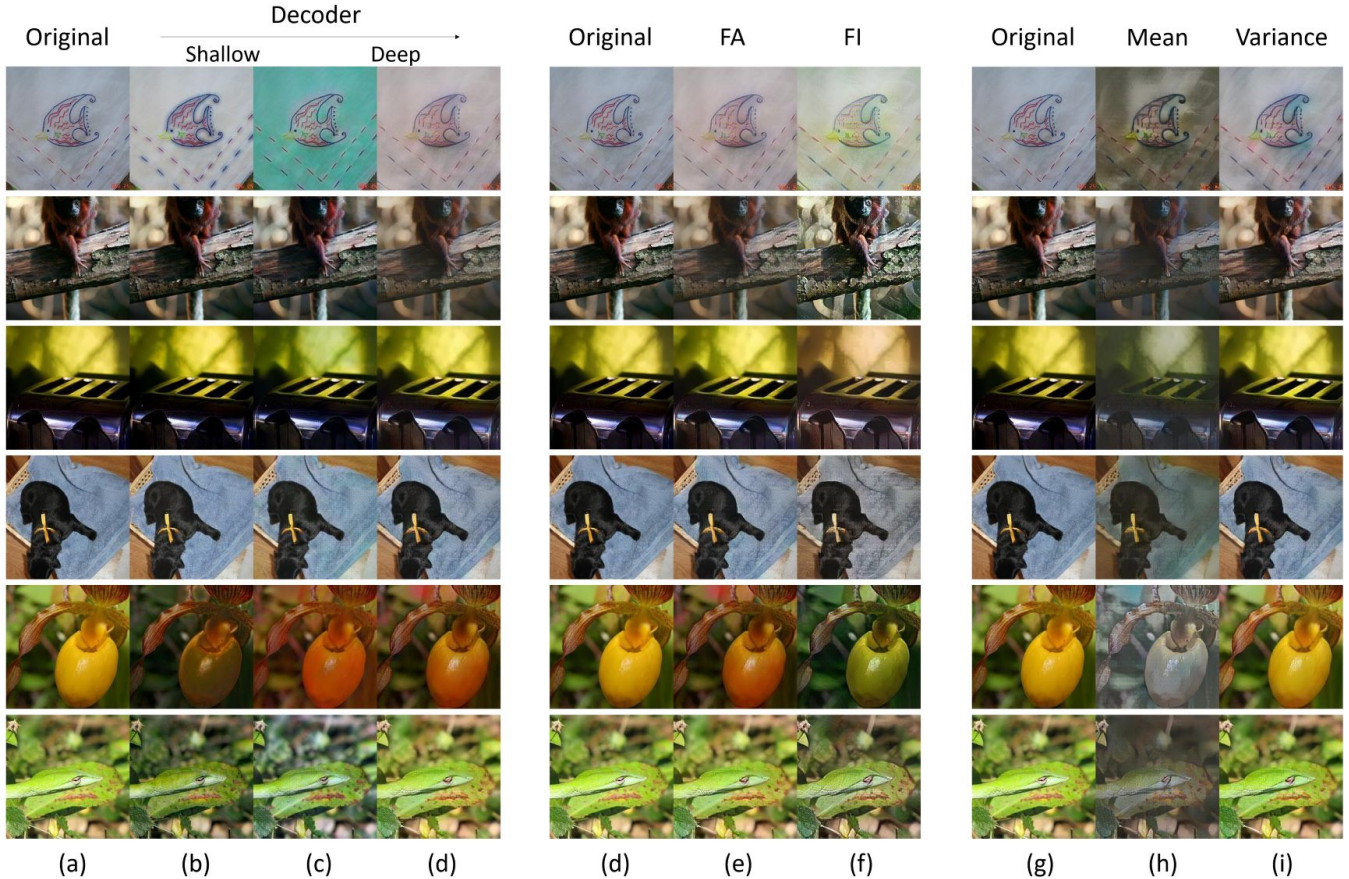 Decoder
Original
Shallow
Deep
Original
FA
FI
Original
Mean
Variance
(a)
(b)
(c)
(d)
(d)
(e)
(f)
(g)
(h)
(i)